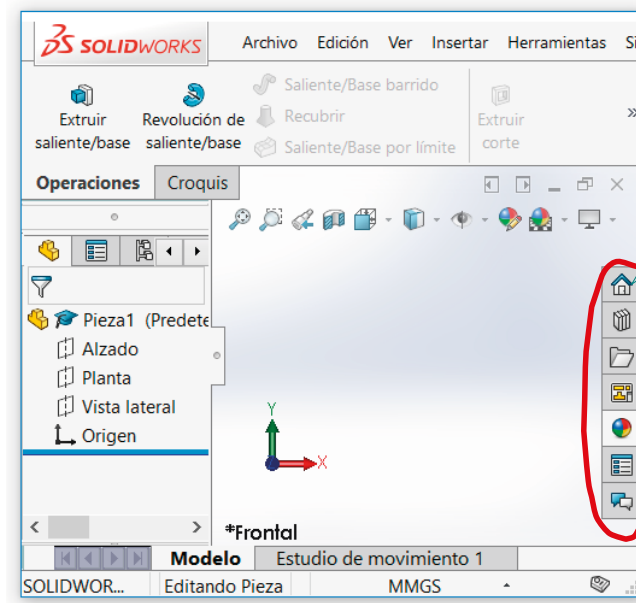 SOLIDWORKS Archivo Edición Ver Insertar Herramientas
Extruir saliente/base
Revolución de saliente/base
Saliente/Base barrido
Recubrir
Saliente/Base por límite
Extruir corte
Operaciones Croquis
Pieza1 (Predete
Alzado
Planta
Vista lateral
Origen
Y
X
*Frontal
Modelo Estudio de movimiento 1
SOLIDWOR... Editando Pieza MMGS